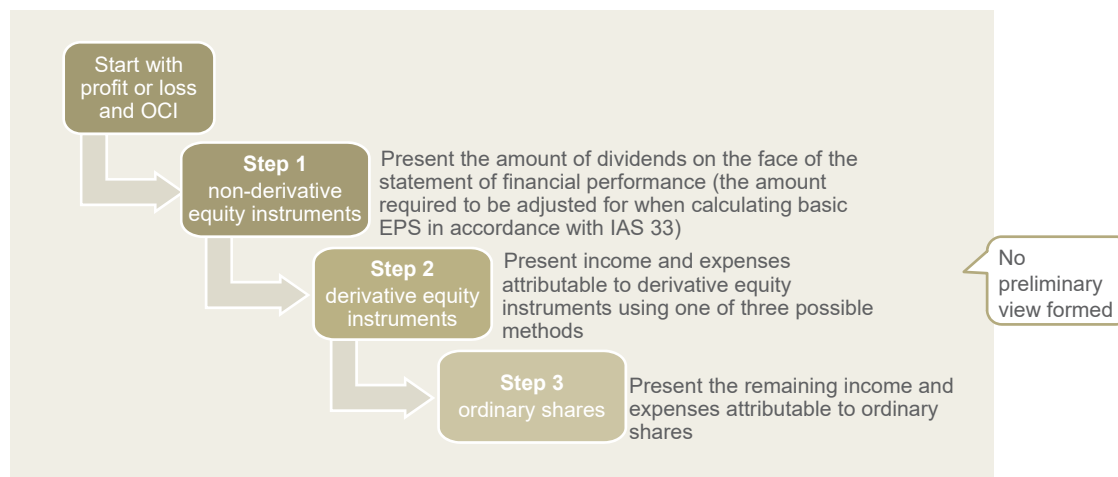 Start with
profit or loss
and OCI
Step 1
non-derivative
equity instruments
Present the amount of dividends on the face of the
statement of financial performance (the amount
required to be adjusted for when calculating basic
EPS in accordance with IAS 33)
Step 2
derivative equity
instruments
Present income and expenses
attributable to derivative equity
instruments using one of three possible
methods
No
preliminary
view formed
Step 3
ordinary shares
Present the remaining income and
expenses attributable to ordinary
shares